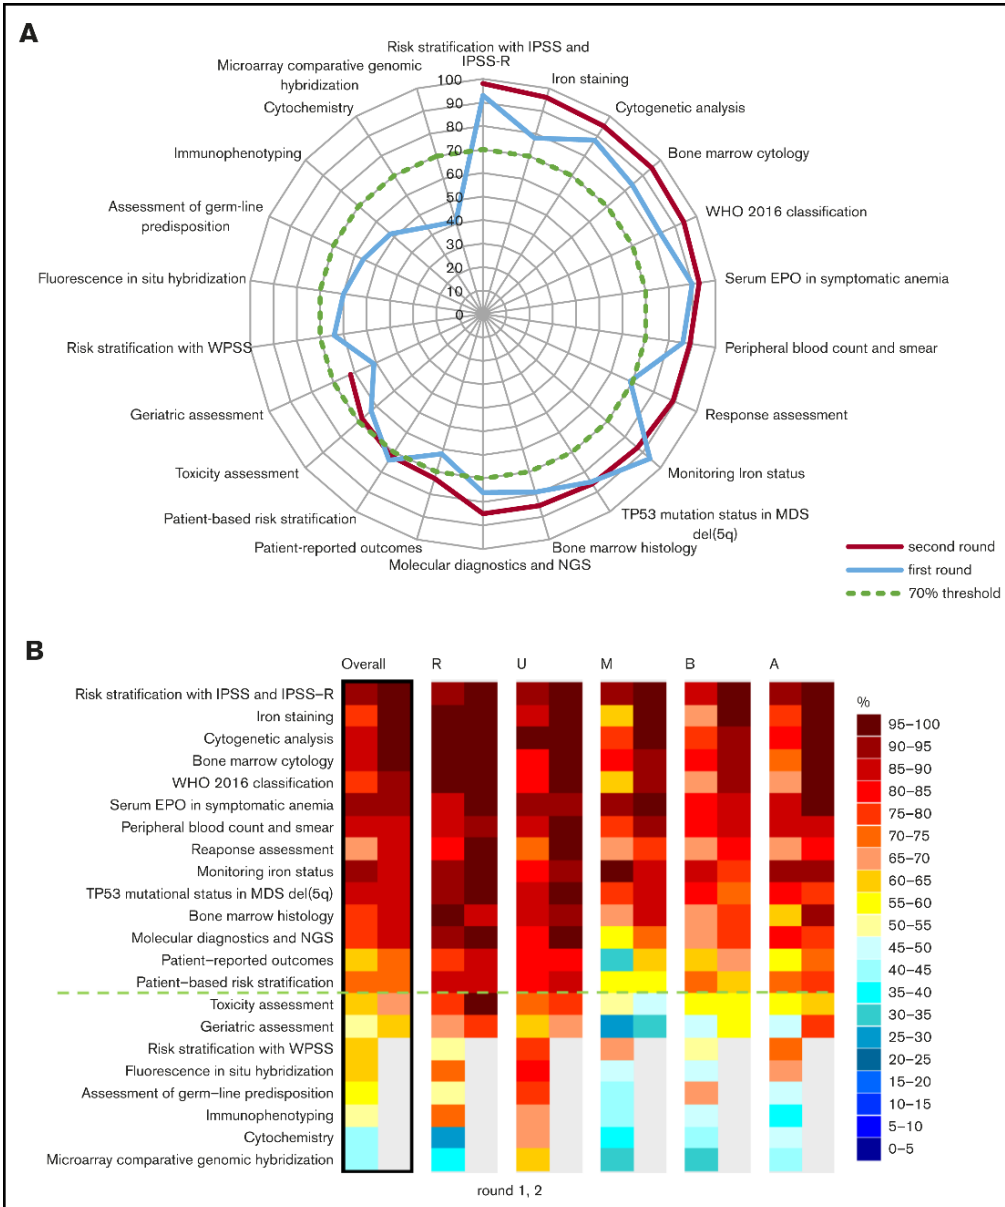 A
Risk stratification with IPSS and
IPSS-R
Microarray comparative genomic
hybridization
Iron staining
Cytochemistry
Cytogenetic analysis
Immunophenotyping
Bone marrow cytology
Assessment of germ-line
predisposition
WHO 2016 classification
Fluorescence in situ hybridization
Serum EPO in symptomatic anemia
Risk stratification with WPSS
Peripheral blood count and smear
Geriatric assessment
Response assessment
Toxicity assessment
Monitoring Iron status
Patient-based risk stratification
TP53 mutation status in MDS
del(5q)
Patient-reported outcomes
Bone marrow histology
Molecular diagnostics and NGS
100
90
80
70
60
50
40
30
20
10
0
second round
first round
70% threshold
B
Overall R U M B A
Risk stratification with IPSS and IPSS–R
Iron staining
Cytogenetic analysis
Bone marrow cytology
WHO 2016 classification
Serum EPO in symptomatic anemia
Peripheral blood count and smear
Reaponse assessment
Monitoring iron status
TP53 mutational status in MDS del(5q)
Bone marrow histology
Molecular diagnostics and NGS
Patient–reported outcomes
Patient–based risk stratification
Toxicity assessment
Geriatric assessment
Risk stratification with WPSS
Fluorescence in situ hybridization
Assessment of germ–line predisposition
Immunophenotyping
Cytochemistry
Microarray comparative genomic hybridization
round 1, 2
%
95–100
90–95
85–90
80–85
75–80
70–75
65–70
60–65
55–60
50–55
45–50
40–45
35–40
30–35
25–30
20–25
15–20
10–15
5–10
0–5